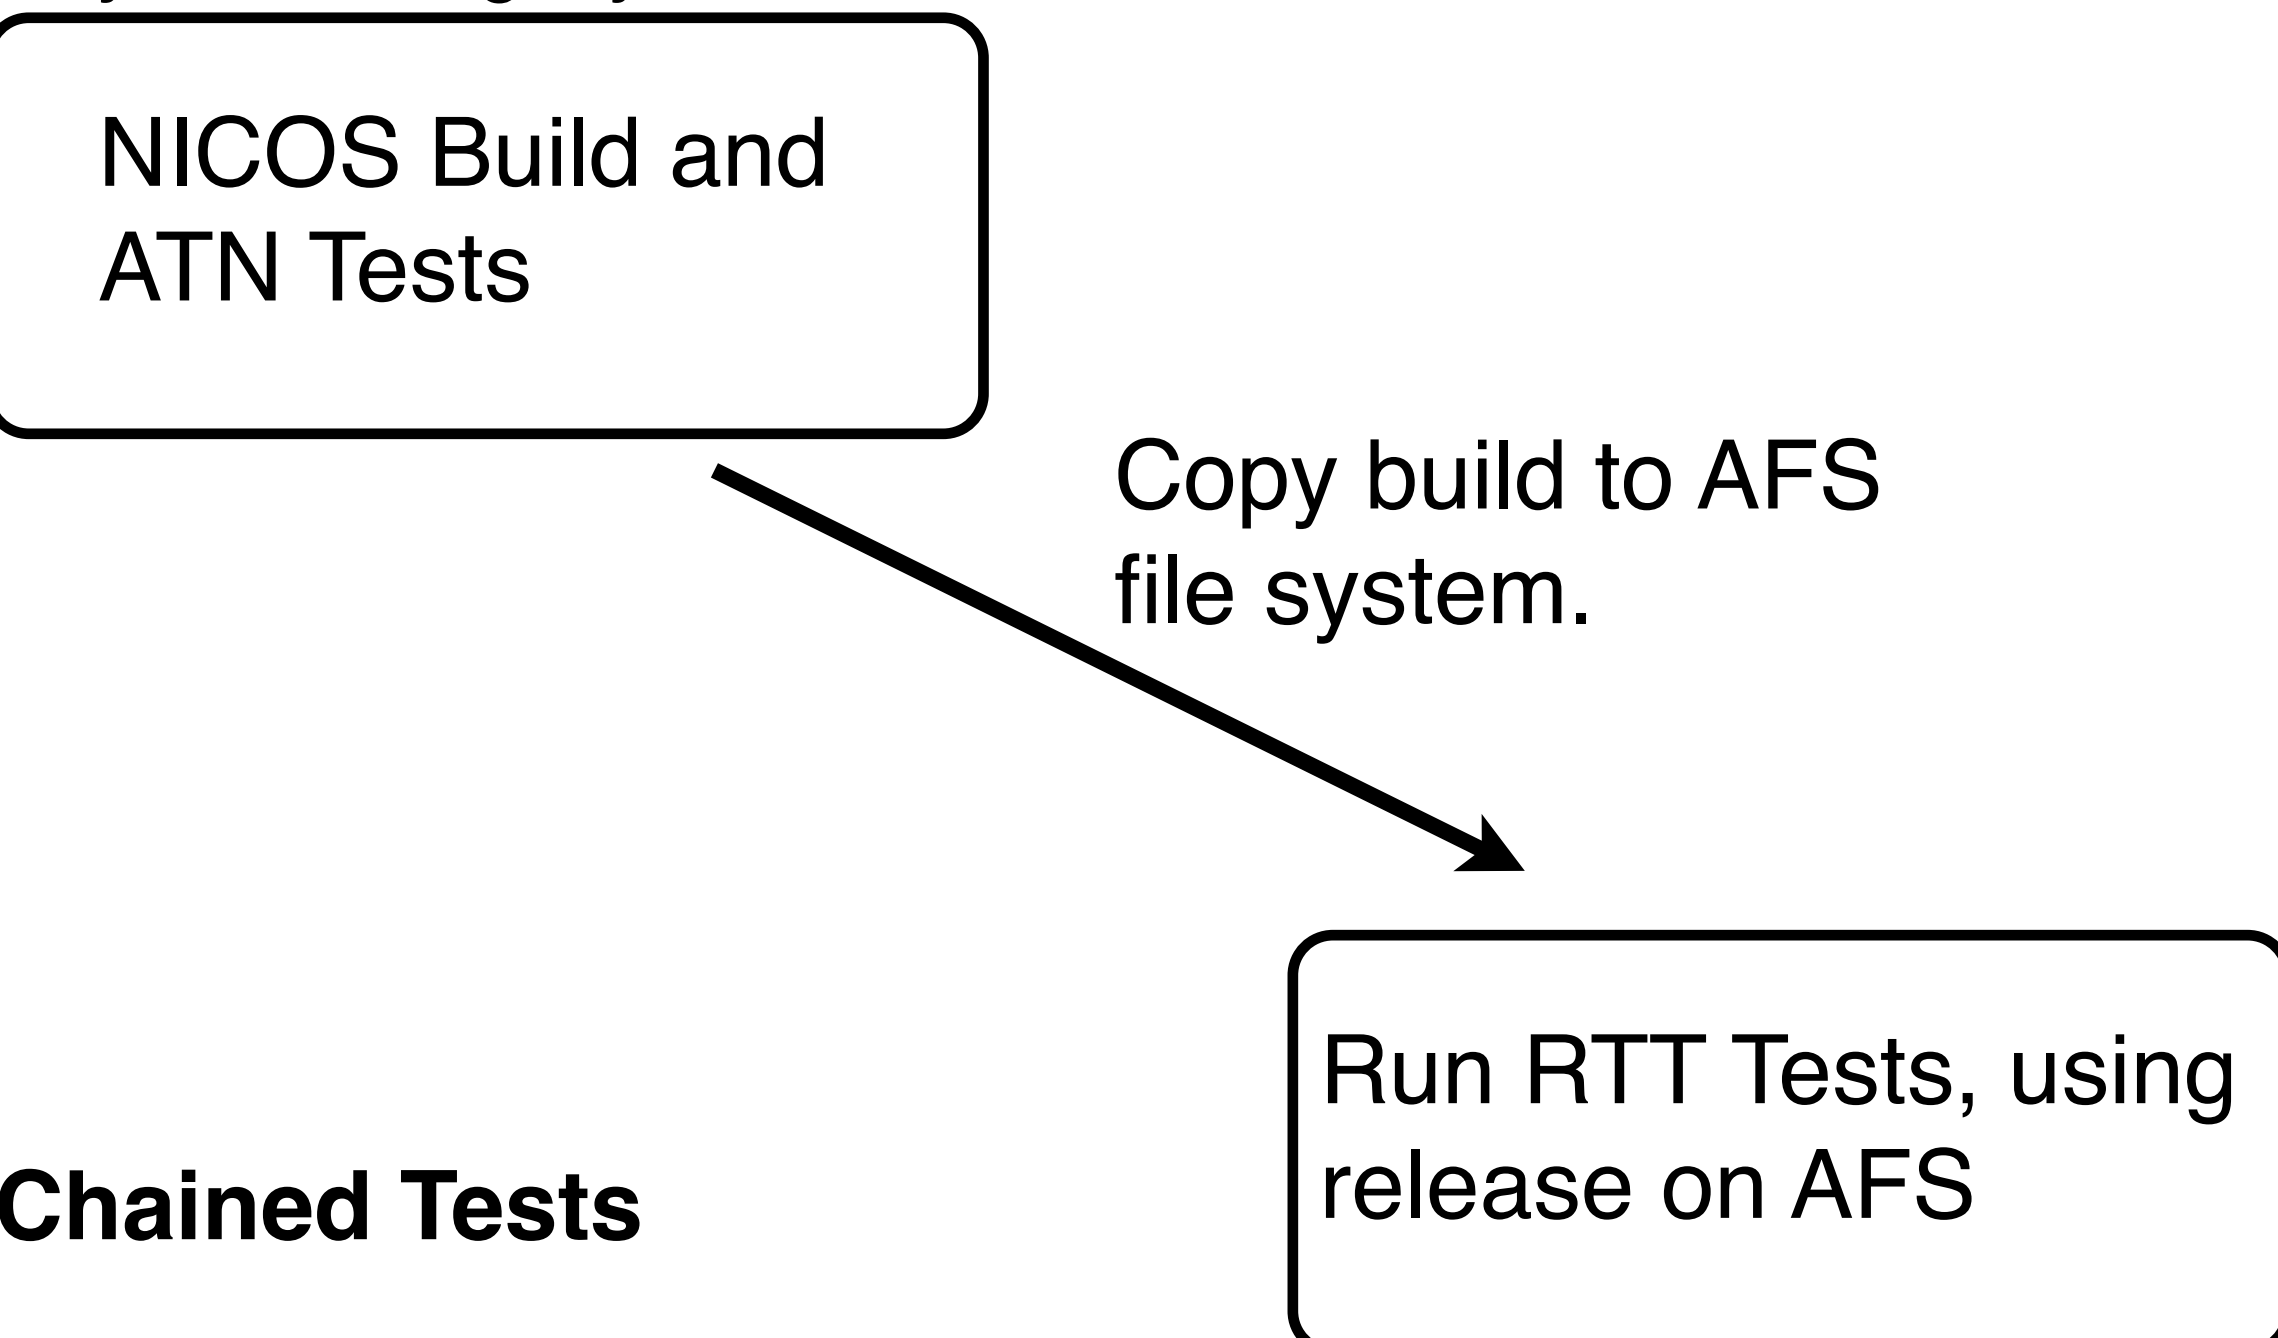 NICOS Build and
ATN Tests
Copy build to AFS
file system.
Run RTT Tests, using
release on AFS
Chained Tests